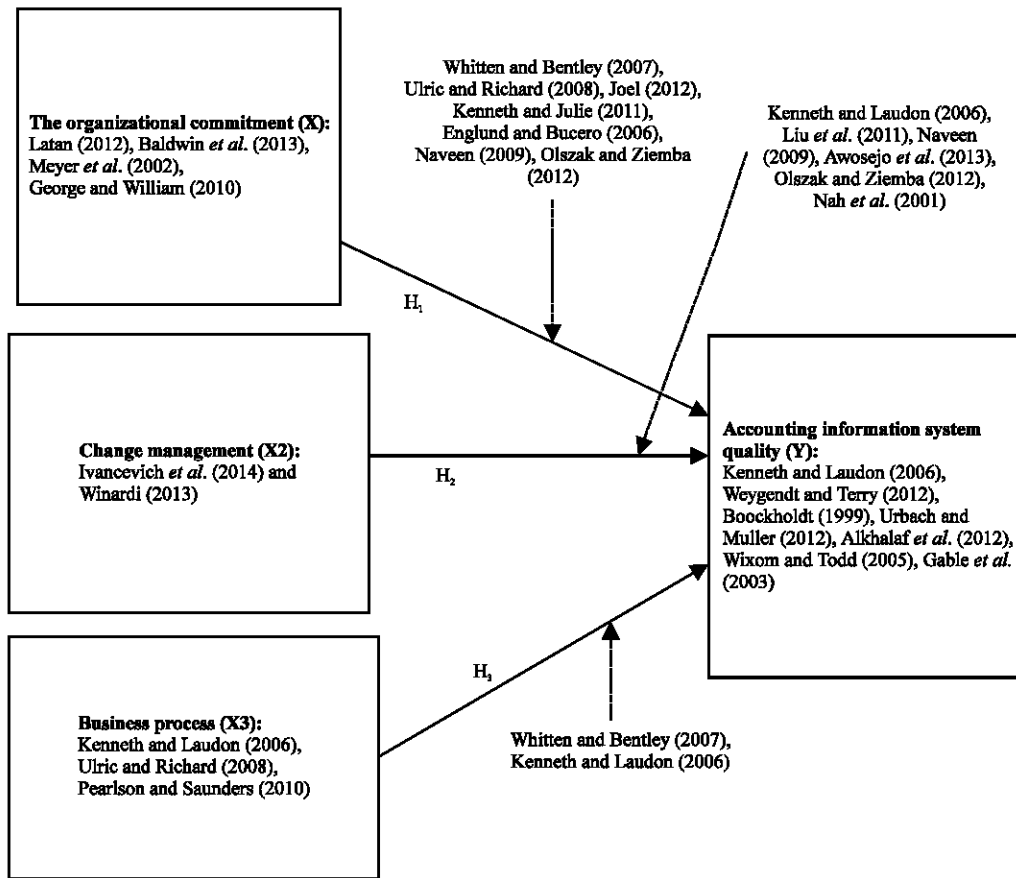 The organizational commitment (X):
Latan (2012), Baldwin et al. (2013),
Meyer et al. (2002),
George and William (2010)
Whitten and Bentley (2007),
Ulric and Richard (2008), Joel (2012),
Kenneth and Julie (2011),
Englund and Bucero (2006),
Naveen (2009), Olszak and Ziemba
(2012)
Kenneth and Laudon (2006),
Liu et al. (2011), Naveen
(2009), Awosejo et al. (2013),
Olszak and Ziemba (2012),
Nah et al. (2001)
H₁
Change management (X2):
Ivancevich et al. (2014) and
Winardi (2013)
H₂
Accounting information system
quality (Y):
Kenneth and Laudon (2006),
Weygendt and Terry (2012),
Boockholdt (1999), Urbach and
Muller (2012), Alkhalaf et al. (2012),
Wixom and Todd (2005), Gable et al.
(2003)
H₃
Business process (X3):
Kenneth and Laudon (2006),
Ulric and Richard (2008),
Pearlson and Saunders (2010)
Whitten and Bentley (2007),
Kenneth and Laudon (2006)